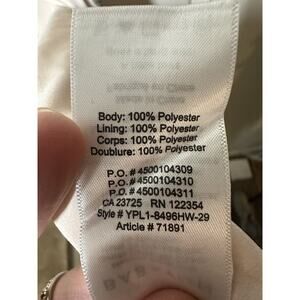 Body: 100% Polyester
Lining: 100% Polyester
Corps: 100% Polyester
Doublure: 100% Polyester
P.O. # 4500104309
P.O. # 4500104310
P.O. # 4500104311
CA 23725 RN 122354
Style # YPL1-8496HW-29
Article # 71891